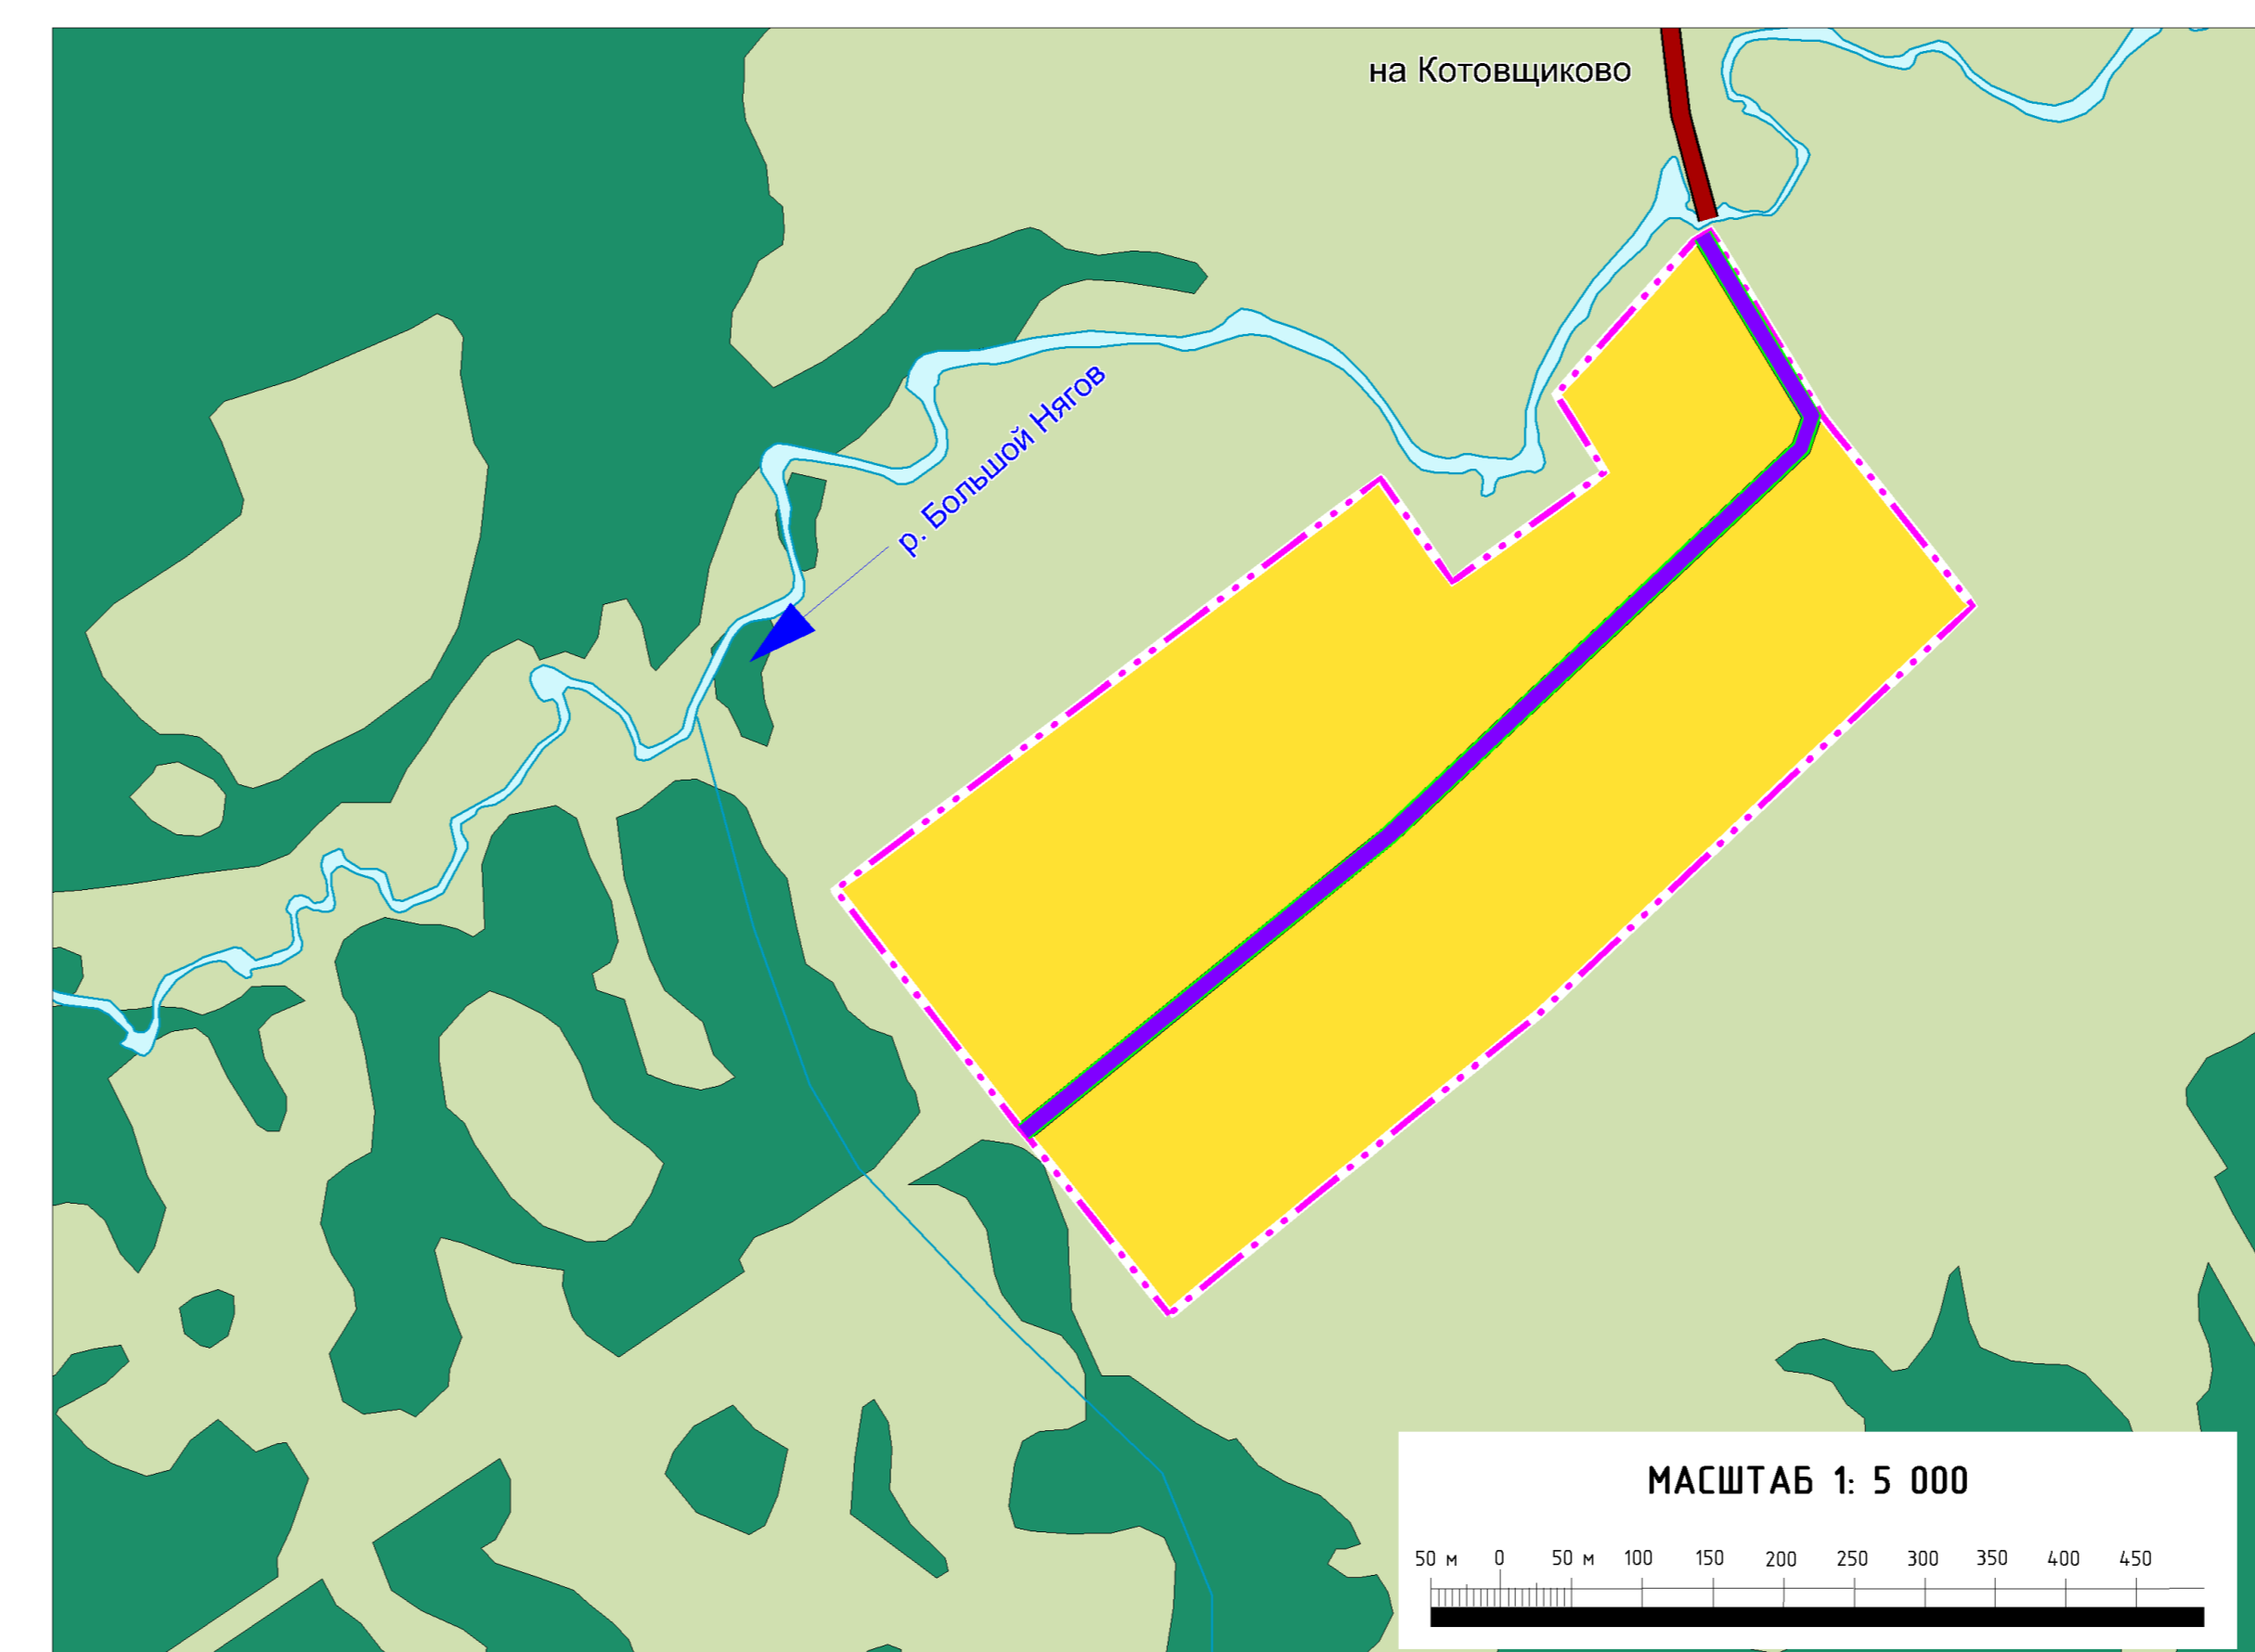 на Котовщиково
р. Большой Нягов
МАСШТАБ 1: 5 000
50 м 0 50 м 100 150 200 250 300 350 400 450